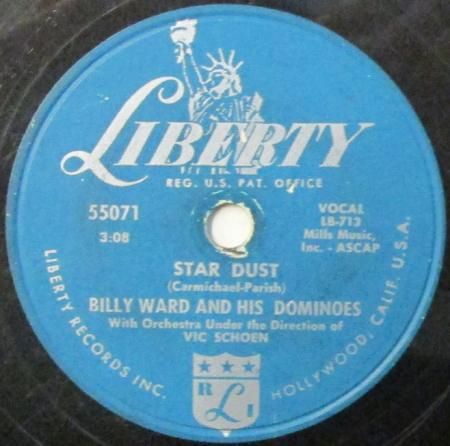 LIBERTY
REG. U.S. PAT. OFFICE
55071
3:08
VOCAL
LB-713
Mills Music,
Inc. - ASCAP
STAR DUST
(Carmichael-Parish)
BILLY WARD AND HIS DOMINOES
With Orchestra Under the Direction of
VIC SCHOEN
R L I
LIBERTY RECORDS INC.
HOLLYWOOD, CALIF. U.S.A.